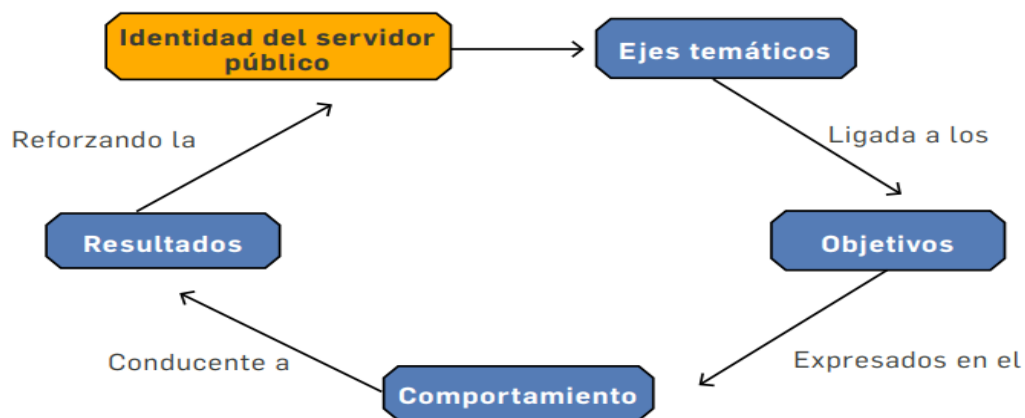 Identidad del servidor
público
Ejes temáticos
Reforzando la
Ligada a los
Resultados
Objetivos
Conducente a
Expresados en el
Comportamiento